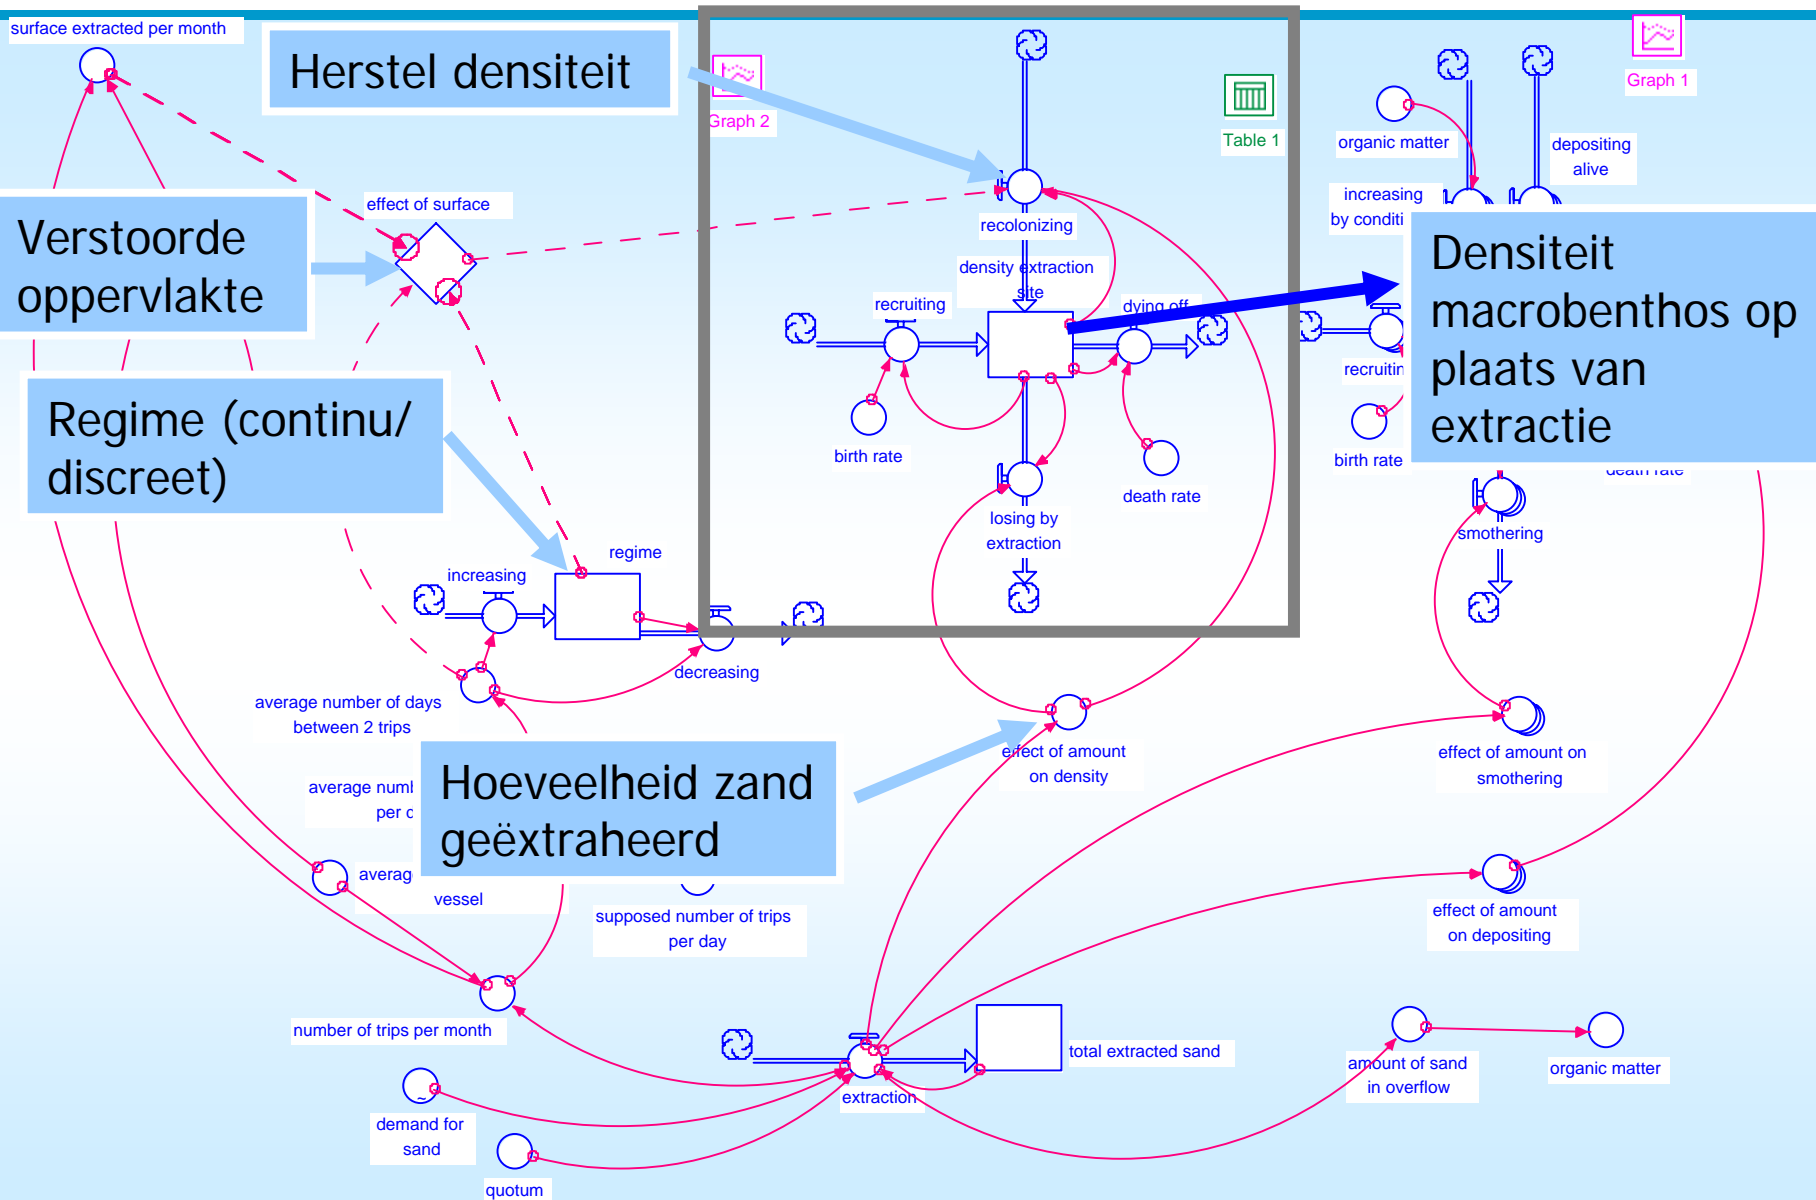 surface extracted per month
Herstel densiteit
Graph 2
Table 1
Graph 1
organic matter
depositing
alive
increasing
by conditi
effect of surface
Verstoorde
oppervlakte
recolonizing
density extraction
site
recruiting
dying off
Densiteit
macrobenthos op
plaats van
extractie
recruitin
birth rate
death rate
birth rate
death rate
Regime (continu/
discreet)
losing by
extraction
smothering
regime
increasing
decreasing
average number of days
between 2 trips
effect of amount
on density
effect of amount on
smothering
Hoeveelheid zand
geëxtraheerd
average num
per
averag
vessel
supposed number of trips
per day
effect of amount
on depositing
number of trips per month
total extracted sand
extraction
amount of sand
in overflow
organic matter
demand for
sand
quotum